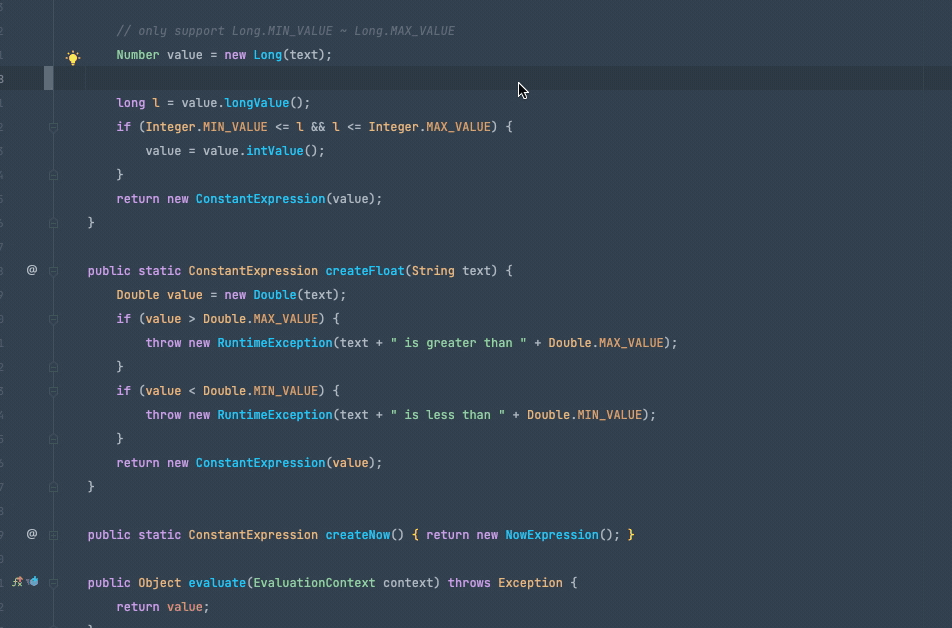 // only support Long.MIN_VALUE ~ Long.MAX_VALUE
Number value = new Long(text);
long l = value.longValue();
if (Integer.MIN_VALUE <= l && l <= Integer.MAX_VALUE) {
value = value.intValue();
}
return new ConstantExpression(value);
}
@ public static ConstantExpression createFloat(String text) {
Double value = new Double(text);
if (value > Double.MAX_VALUE) {
throw new RuntimeException(text + " is greater than " + Double.MAX_VALUE);
}
if (value < Double.MIN_VALUE) {
throw new RuntimeException(text + " is less than " + Double.MIN_VALUE);
}
return new ConstantExpression(value);
}
@ public static ConstantExpression createNow() { return new NowExpression(); }
public Object evaluate(EvaluationContext context) throws Exception {
return value;